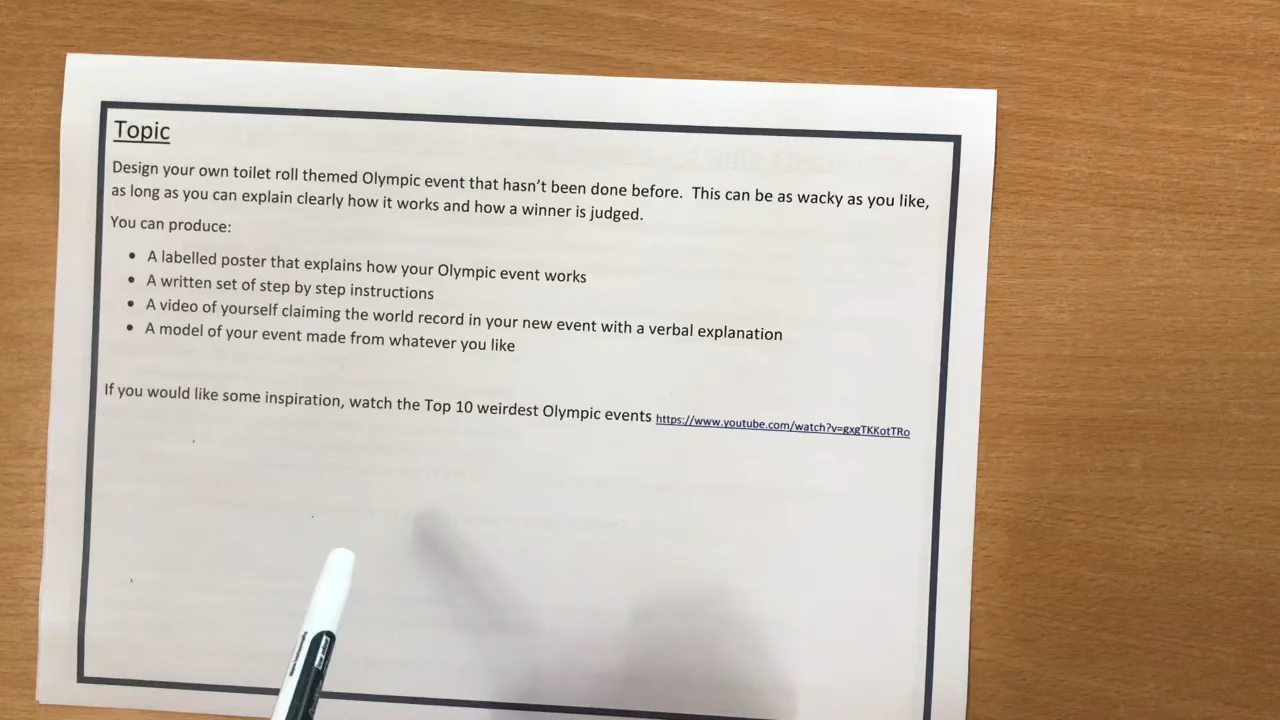 Topic
Design your own toilet roll themed Olympic event that hasn't been done before.  This can be as wacky as you like,
as long as you can explain clearly how it works and how a winner is judged.
You can produce:
• A labelled poster that explains how your Olympic event works
• A written set of step by step instructions
• A video of yourself claiming the world record in your new event with a verbal explanation
• A model of your event made from whatever you like
If you would like some inspiration, watch the Top 10 weirdest Olympic events https://www.youtube.com/watch?v=gxgTKKotTRo